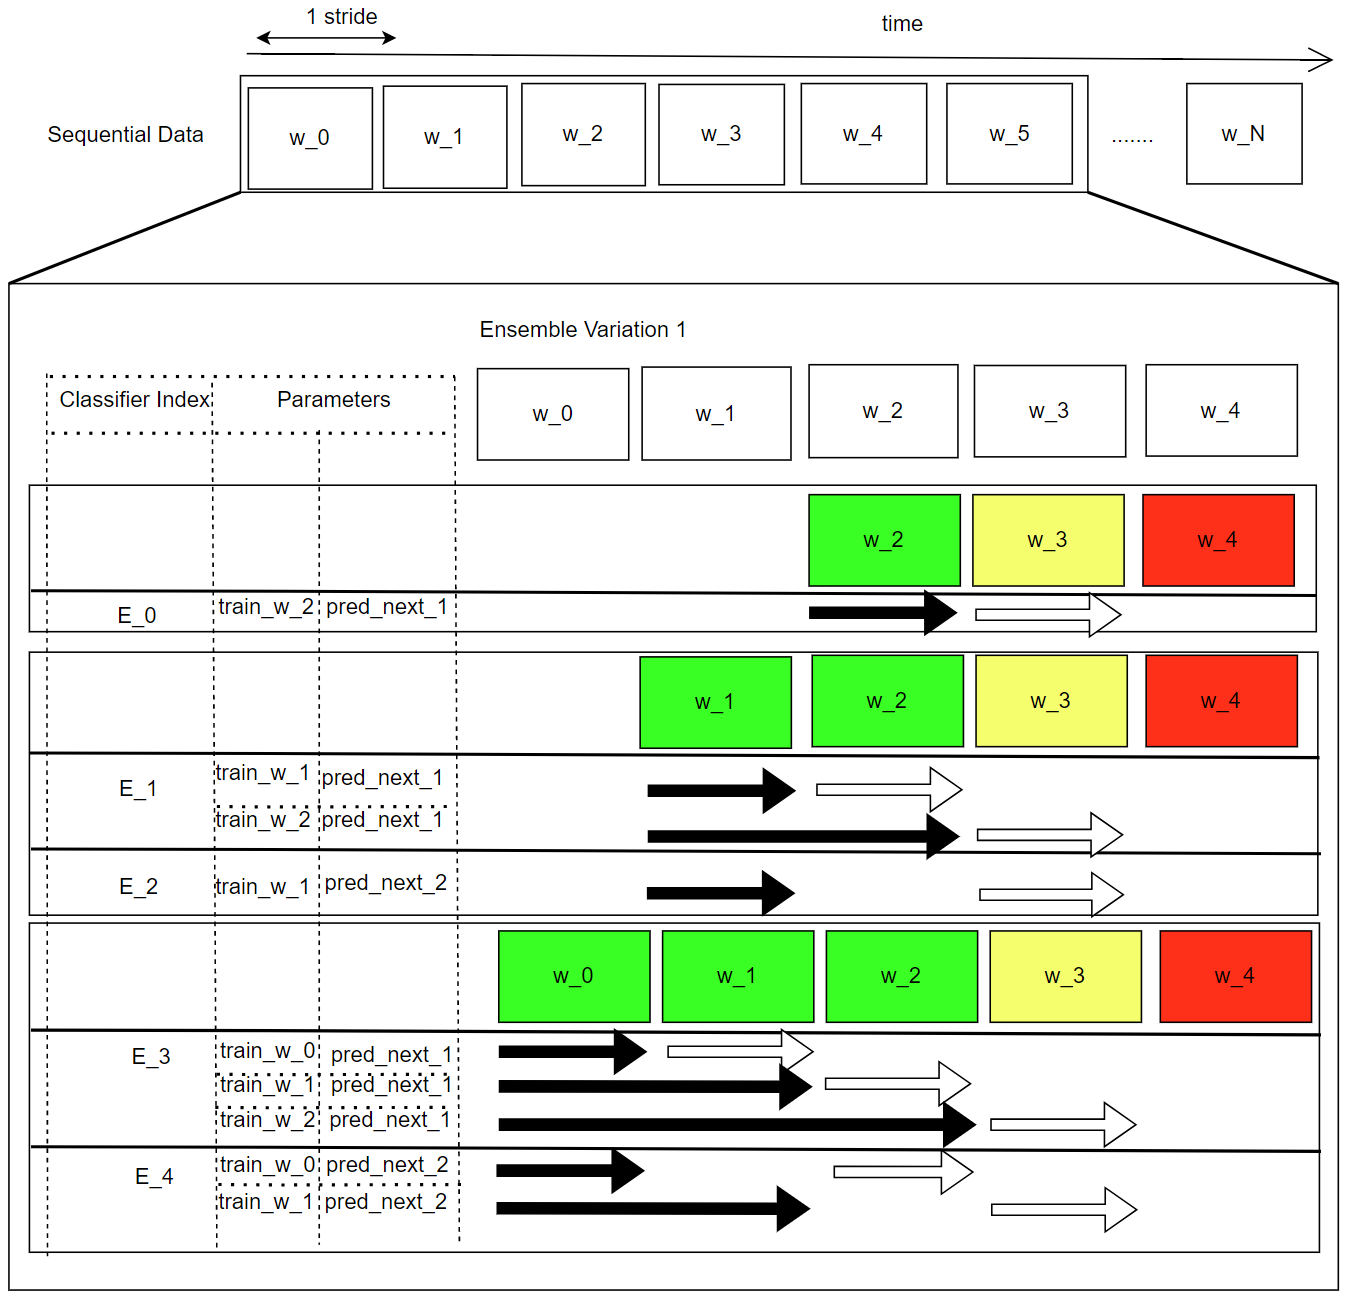 1 stride
time
Sequential Data
w_0 w_1 w_2 w_3 w_4 w_5 ....... w_N
Ensemble Variation 1
Classifier Index Parameters
w_0 w_1 w_2 w_3 w_4
w_2 w_3 w_4
E_0 train_w_2 pred_next_1
w_1 w_2 w_3 w_4
E_1 train_w_1 pred_next_1
train_w_2 pred_next_1
E_2 train_w_1 pred_next_2
w_0 w_1 w_2 w_3 w_4
E_3 train_w_0 pred_next_1
train_w_1 pred_next_1
train_w_2 pred_next_1
E_4 train_w_0 pred_next_2
train_w_1 pred_next_2